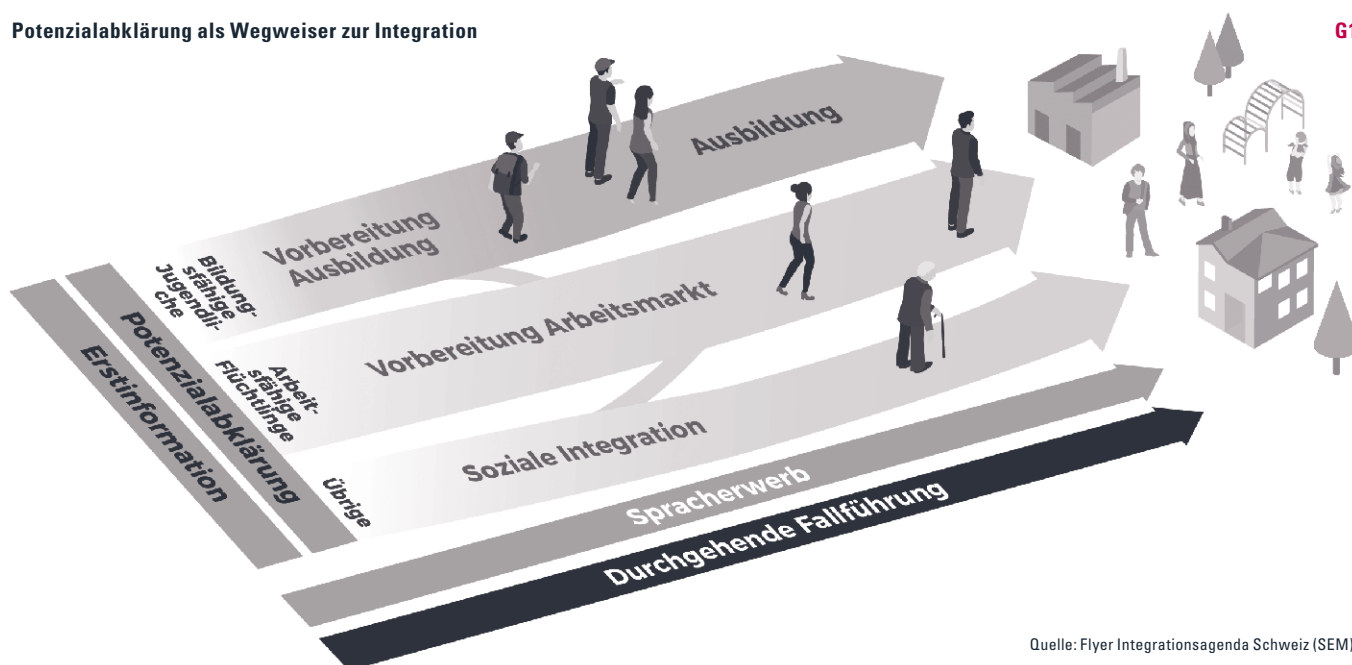 Potenzialabklärung als Wegweiser zur Integration
G1
Erstinformation
Potenzialabklärung
Bildung-
sfähige
Jugendli-
che
Vorbereitung
Ausbildung
Ausbildung
Arbeit-
sfähige
Flüchtlinge
Vorbereitung Arbeitsmarkt
Übrige
Soziale Integration
Spracherwerb
Durchgehende Fallführung
Quelle: Flyer Integrationsagenda Schweiz (SEM)